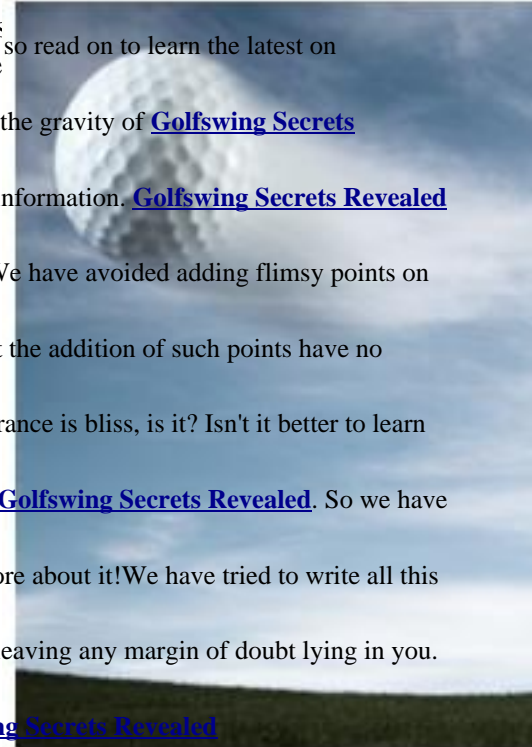 so read on to learn the latest on
the gravity of Golfswing Secrets
nformation. Golfswing Secrets Revealed
We have avoided adding flimsy points on
t the addition of such points have no
rance is bliss, is it? Isn't it better to learn
Golfswing Secrets Revealed. So we have
ore about it!We have tried to write all this
eaving any margin of doubt lying in you.
ng Secrets Revealed